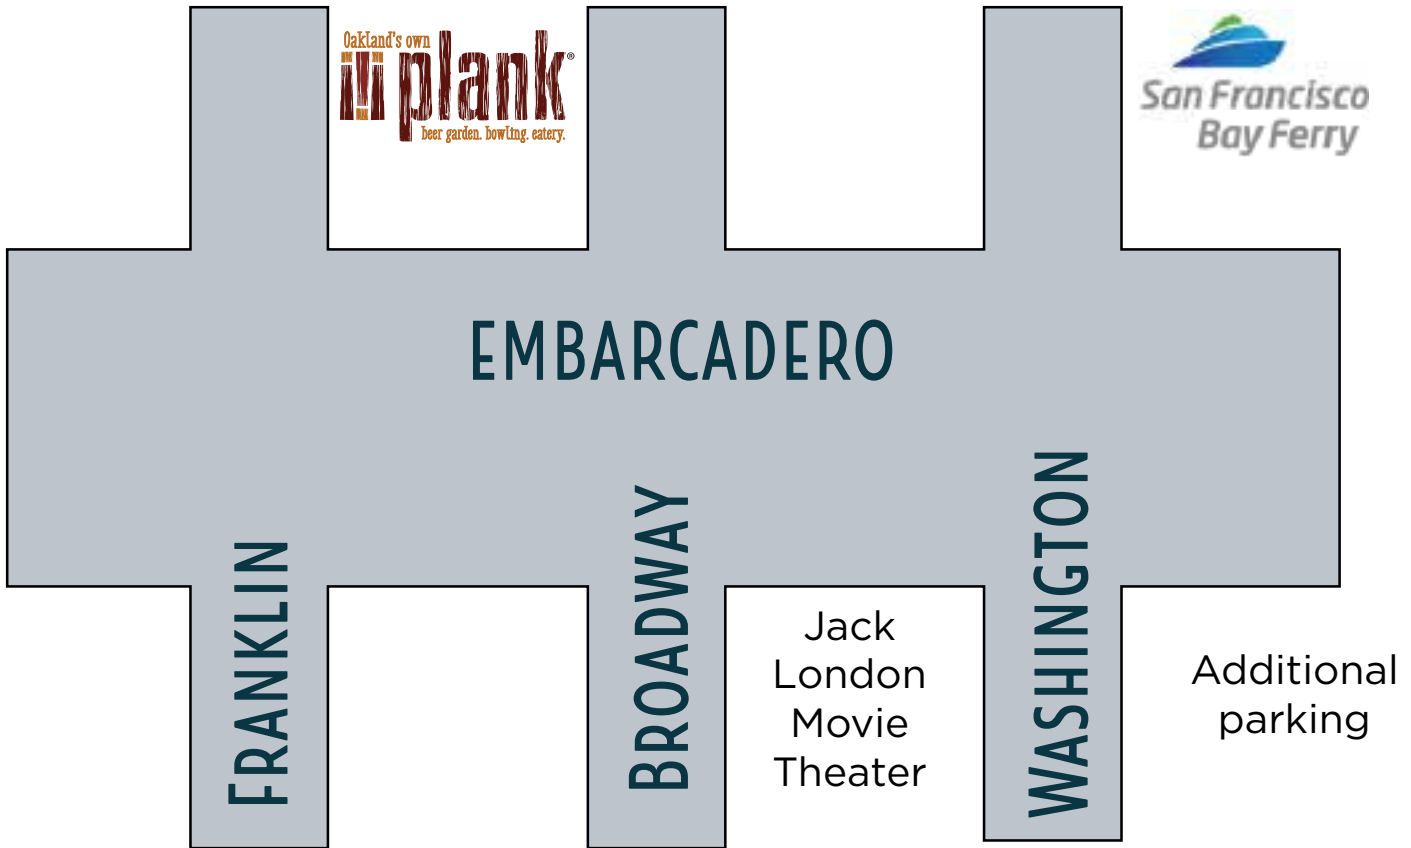 Oakland's own
plank®
beer garden. bowling. eatery.
San Francisco
Bay Ferry
EMBARCADERO
FRANKLIN
BROADWAY
WASHINGTON
Jack
London
Movie
Theater
Additional
parking